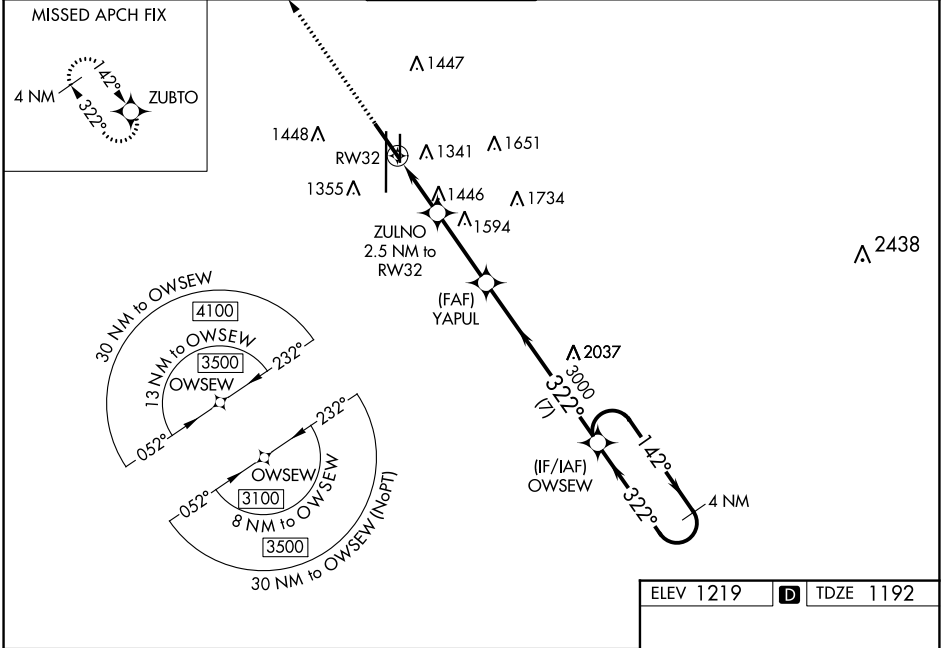 MISSED APCH FIX
4 NM
142°
322°
ZUBTO
1447
1448
RW32
1341
1651
1355
1446
1734
1594
ZULNO
2.5 NM to
RW32
2438
(FAF)
YAPUL
2037
3000
322°
(7)
(IF/IAF)
OWSEW
142°
322°
4 NM
30 NM to OWSEW
4100
13 NM to OWSEW
3500
OWSEW
232°
052°
232°
052°
OWSEW
3100
8 NM to OWSEW
3500
30 NM to OWSEW (NoPT)
ELEV 1219
D
TDZE 1192